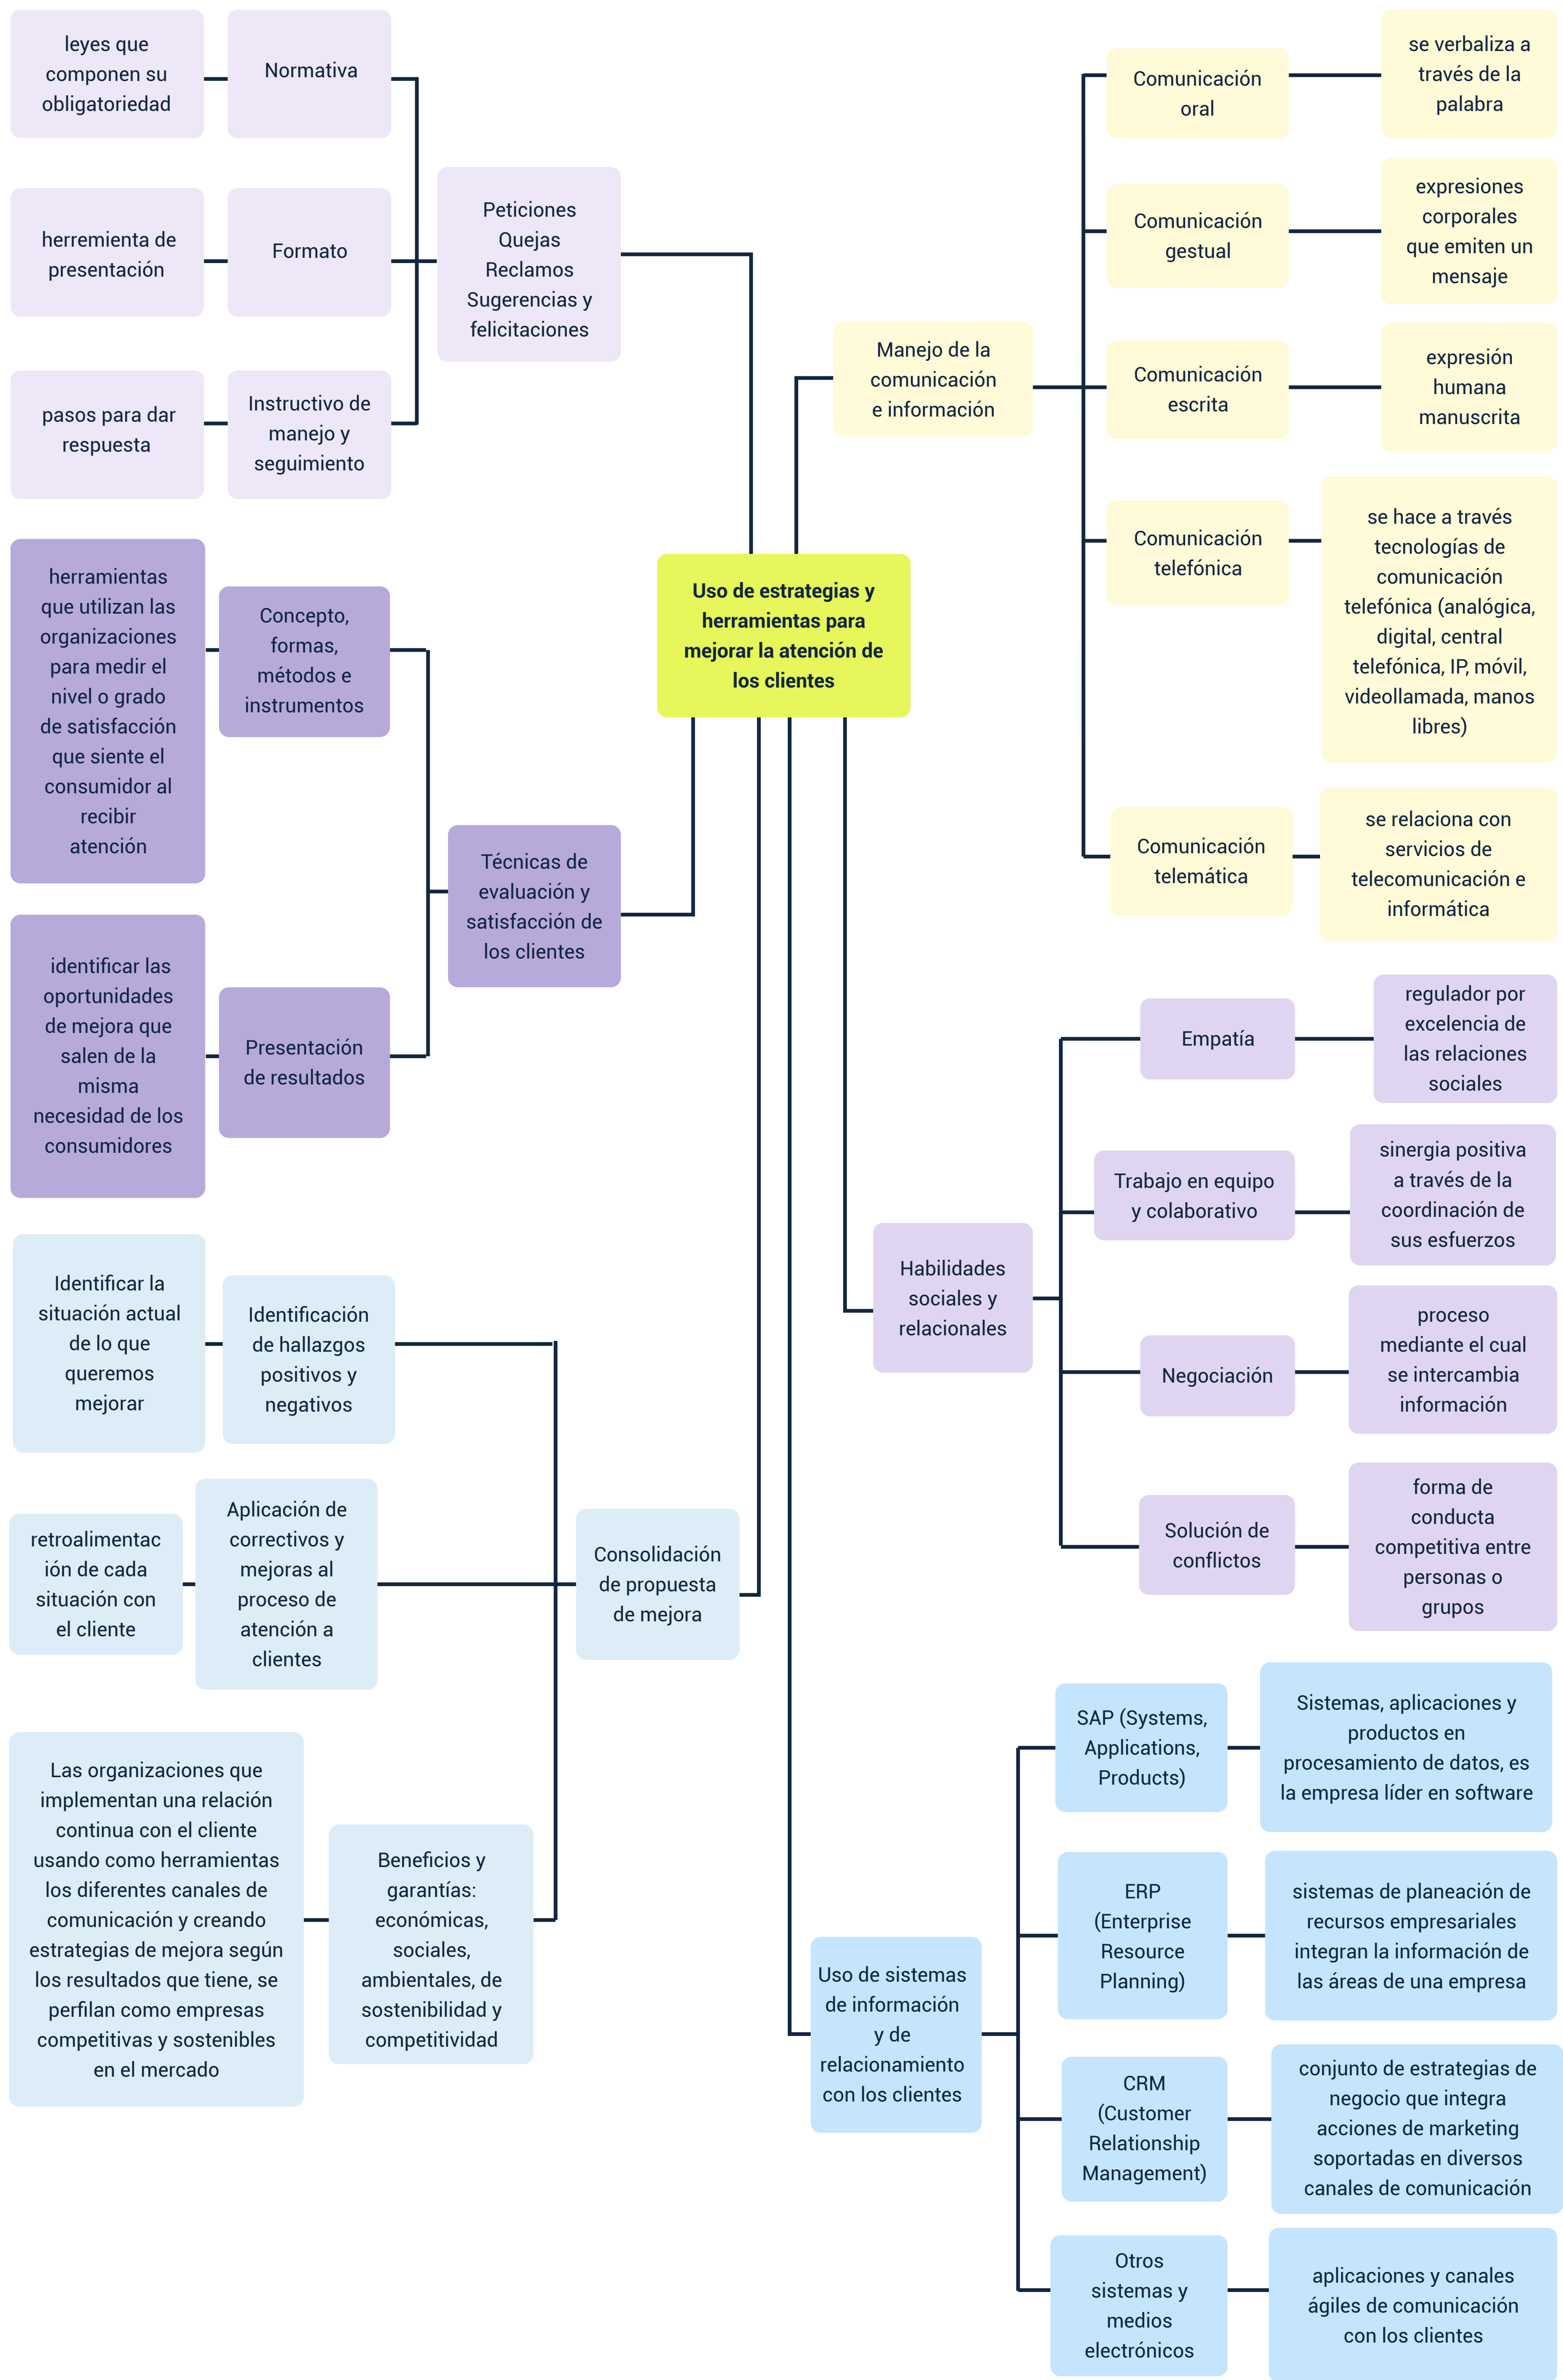 leyes que
componen su
obligatoriedad
Normativa
herremienta de
presentación
Formato
pasos para dar
respuesta
Instructivo de
manejo y
seguimiento
Peticiones
Quejas
Reclamos
Sugerencias y
felicitaciones
herramientas
que utilizan las
organizaciones
para medir el
nivel o grado
de satisfacción
que siente el
consumidor al
recibir
atención
Concepto,
formas,
métodos e
instrumentos
identificar las
oportunidades
de mejora que
salen de la
misma
necesidad de los
consumidores
Presentación
de resultados
Técnicas de
evaluación y
satisfacción de
los clientes
Identificar la
situación actual
de lo que
queremos
mejorar
Identificación
de hallazgos
positivos y
negativos
retroalimentac
ión de cada
situación con
el cliente
Aplicación de
correctivos y
mejoras al
proceso de
atención a
clientes
Las organizaciones que
implementan una relación
continua con el cliente
usando como herramientas
los diferentes canales de
comunicación y creando
estrategias de mejora según
los resultados que tiene, se
perfilan como empresas
competitivas y sostenibles
en el mercado
Beneficios y
garantías:
económicas,
sociales,
ambientales, de
sostenibilidad y
competitividad
Consolidación
de propuesta
de mejora
Uso de estrategias y
herramientas para
mejorar la atención de
los clientes
Manejo de la
comunicación
e información
Comunicación
oral
se verbaliza a
través de la
palabra
Comunicación
gestual
expresiones
corporales
que emiten un
mensaje
Comunicación
escrita
expresión
humana
manuscrita
Comunicación
telefónica
se hace a través
tecnologías de
comunicación
telefónica (analógica,
digital, central
telefónica, IP, móvil,
videollamada, manos
libres)
Comunicación
telemática
se relaciona con
servicios de
telecomunicación e
informática
Habilidades
sociales y
relacionales
Empatía
regulador por
excelencia de
las relaciones
sociales
Trabajo en equipo
y colaborativo
sinergia positiva
a través de la
coordinación de
sus esfuerzos
Negociación
proceso
mediante el cual
se intercambia
información
Solución de
conflictos
forma de
conducta
competitiva entre
personas o
grupos
Uso de sistemas
de información
y de
relacionamiento
con los clientes
SAP (Systems,
Applications,
Products)
Sistemas, aplicaciones y
productos en
procesamiento de datos, es
la empresa líder en software
ERP
(Enterprise
Resource
Planning)
sistemas de planeación de
recursos empresariales
integran la información de
las áreas de una empresa
CRM
(Customer
Relationship
Management)
conjunto de estrategias de
negocio que integra
acciones de marketing
soportadas en diversos
canales de comunicación
Otros
sistemas y
medios
electrónicos
aplicaciones y canales
ágiles de comunicación
con los clientes